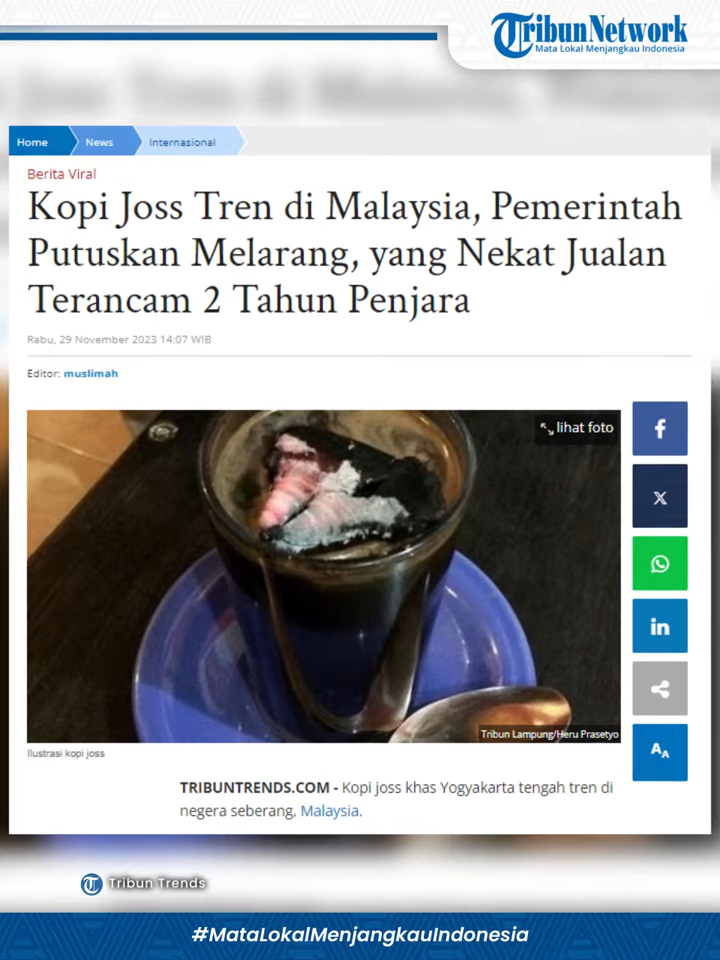 TribunNetwork
Mata Lokal Menjangkau Indonesia
Home News Internasional
Berita Viral
Kopi Joss Tren di Malaysia, Pemerintah
Putuskan Melarang, yang Nekat Jualan
Terancam 2 Tahun Penjara
Rabu, 29 November 2023 14:07 WIB
Editor: muslimah
lihat foto
Tribun Lampung/Heru Prasetyo
Ilustrasi kopi joss
TRIBUNTRENDS.COM - Kopi joss khas Yogyakarta tengah tren di
negera seberang, Malaysia.
Tribun Trends
#MataLokalMenjangkauIndonesia